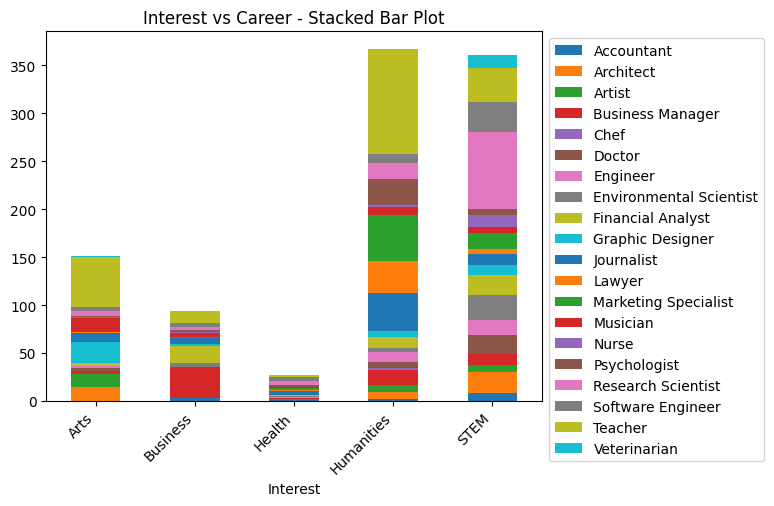 Interest vs Career - Stacked Bar Plot
350
300
250
200
150
100
50
0
Arts
Business
Health
Humanities
STEM
Interest
Accountant
Architect
Artist
Business Manager
Chef
Doctor
Engineer
Environmental Scientist
Financial Analyst
Graphic Designer
Journalist
Lawyer
Marketing Specialist
Musician
Nurse
Psychologist
Research Scientist
Software Engineer
Teacher
Veterinarian